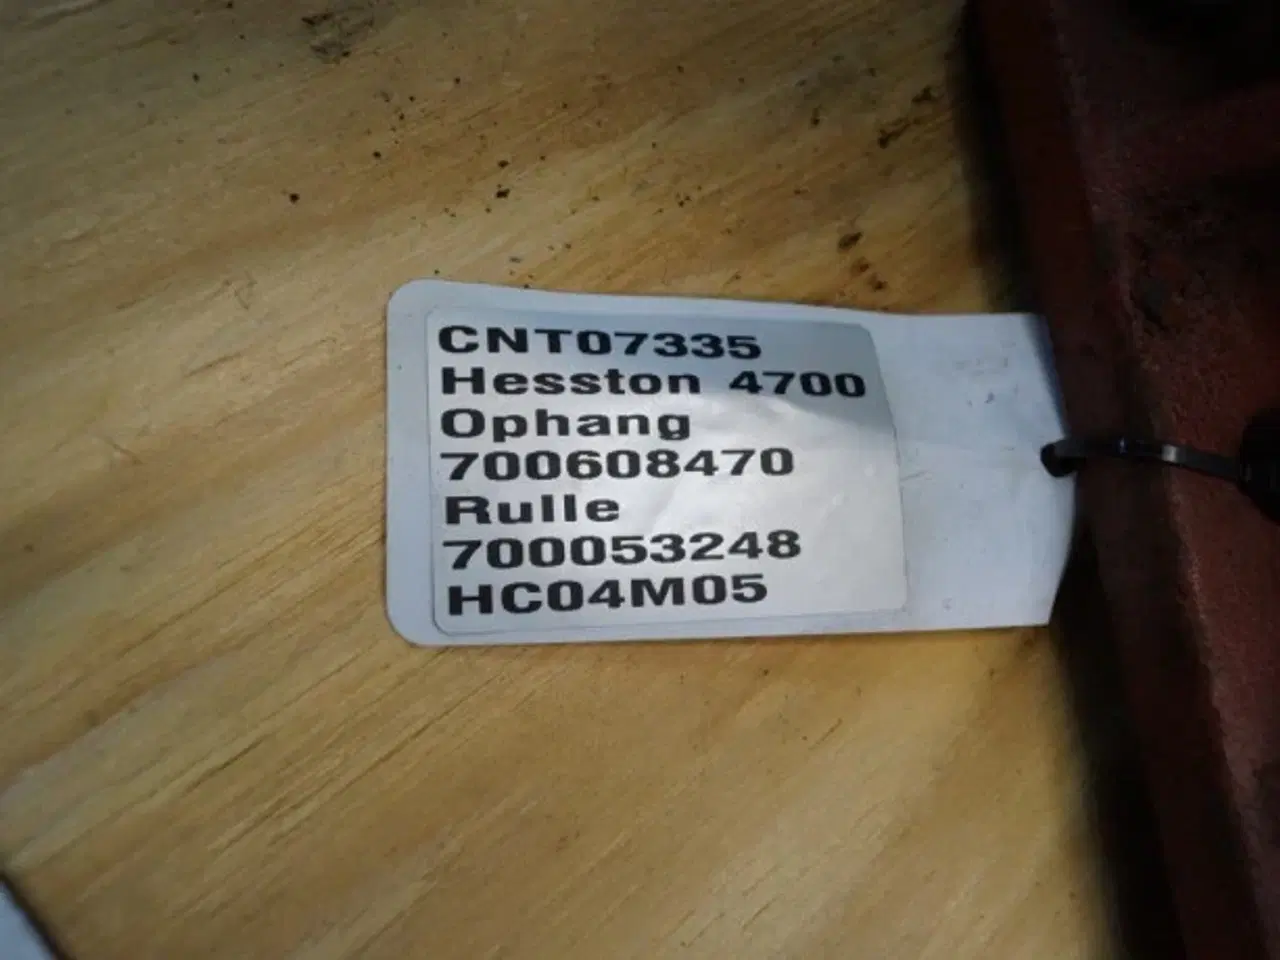 CNT07335
Hesston 4700
Ophang
700608470
Rulle
700053248
HC04M05